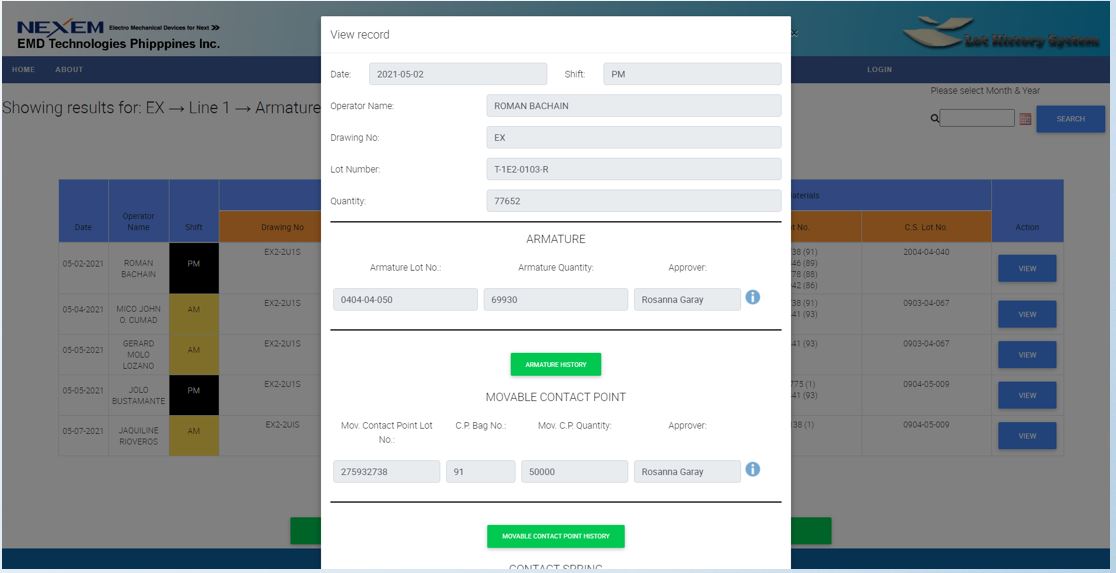 NEXEM Electro Mechanical Devices for Next >>
EMD Technologies Phipppines Inc.
Lot History System
HOME ABOUT LOGIN
Showing results for: EX → Line 1 → Armature
Please select Month & Year
SEARCH
View record
Date: 2021-05-02 Shift: PM
Operator Name: ROMAN BACHAIN
Drawing No: EX
Lot Number: T-1E2-0103-R
Quantity: 77652
ARMATURE
Armature Lot No.: Armature Quantity: Approver:
0404-04-050 69930 Rosanna Garay
ARMATURE HISTORY
MOVABLE CONTACT POINT
Mov. Contact Point Lot No.: C.P. Bag No.: Mov. C.P. Quantity: Approver:
275932738 91 50000 Rosanna Garay
MOVABLE CONTACT POINT HISTORY
CONTACT SPRING
Date Operator Name Shift Drawing No C.S. Lot No. Action
05-02-2021 ROMAN BACHAIN PM EX2-2U1S 38 (91) 2004-04-040 VIEW
46 (89)
78 (88)
42 (86)
05-04-2021 MICO JOHN O. CUMAD AM EX2-2U1S 38 (91) 0903-04-067 VIEW
41 (93)
05-05-2021 GERARD MOLO LOZANO AM EX2-2U1S 41 (93) 0903-04-067 VIEW
05-05-2021 JOLO BUSTAMANTE PM EX2-2U1S 775 (1) 0904-05-009 VIEW
41 (93)
05-07-2021 JAQUILINE RIOVEROS AM EX2-2UIS 138 (1) 0904-05-009 VIEW